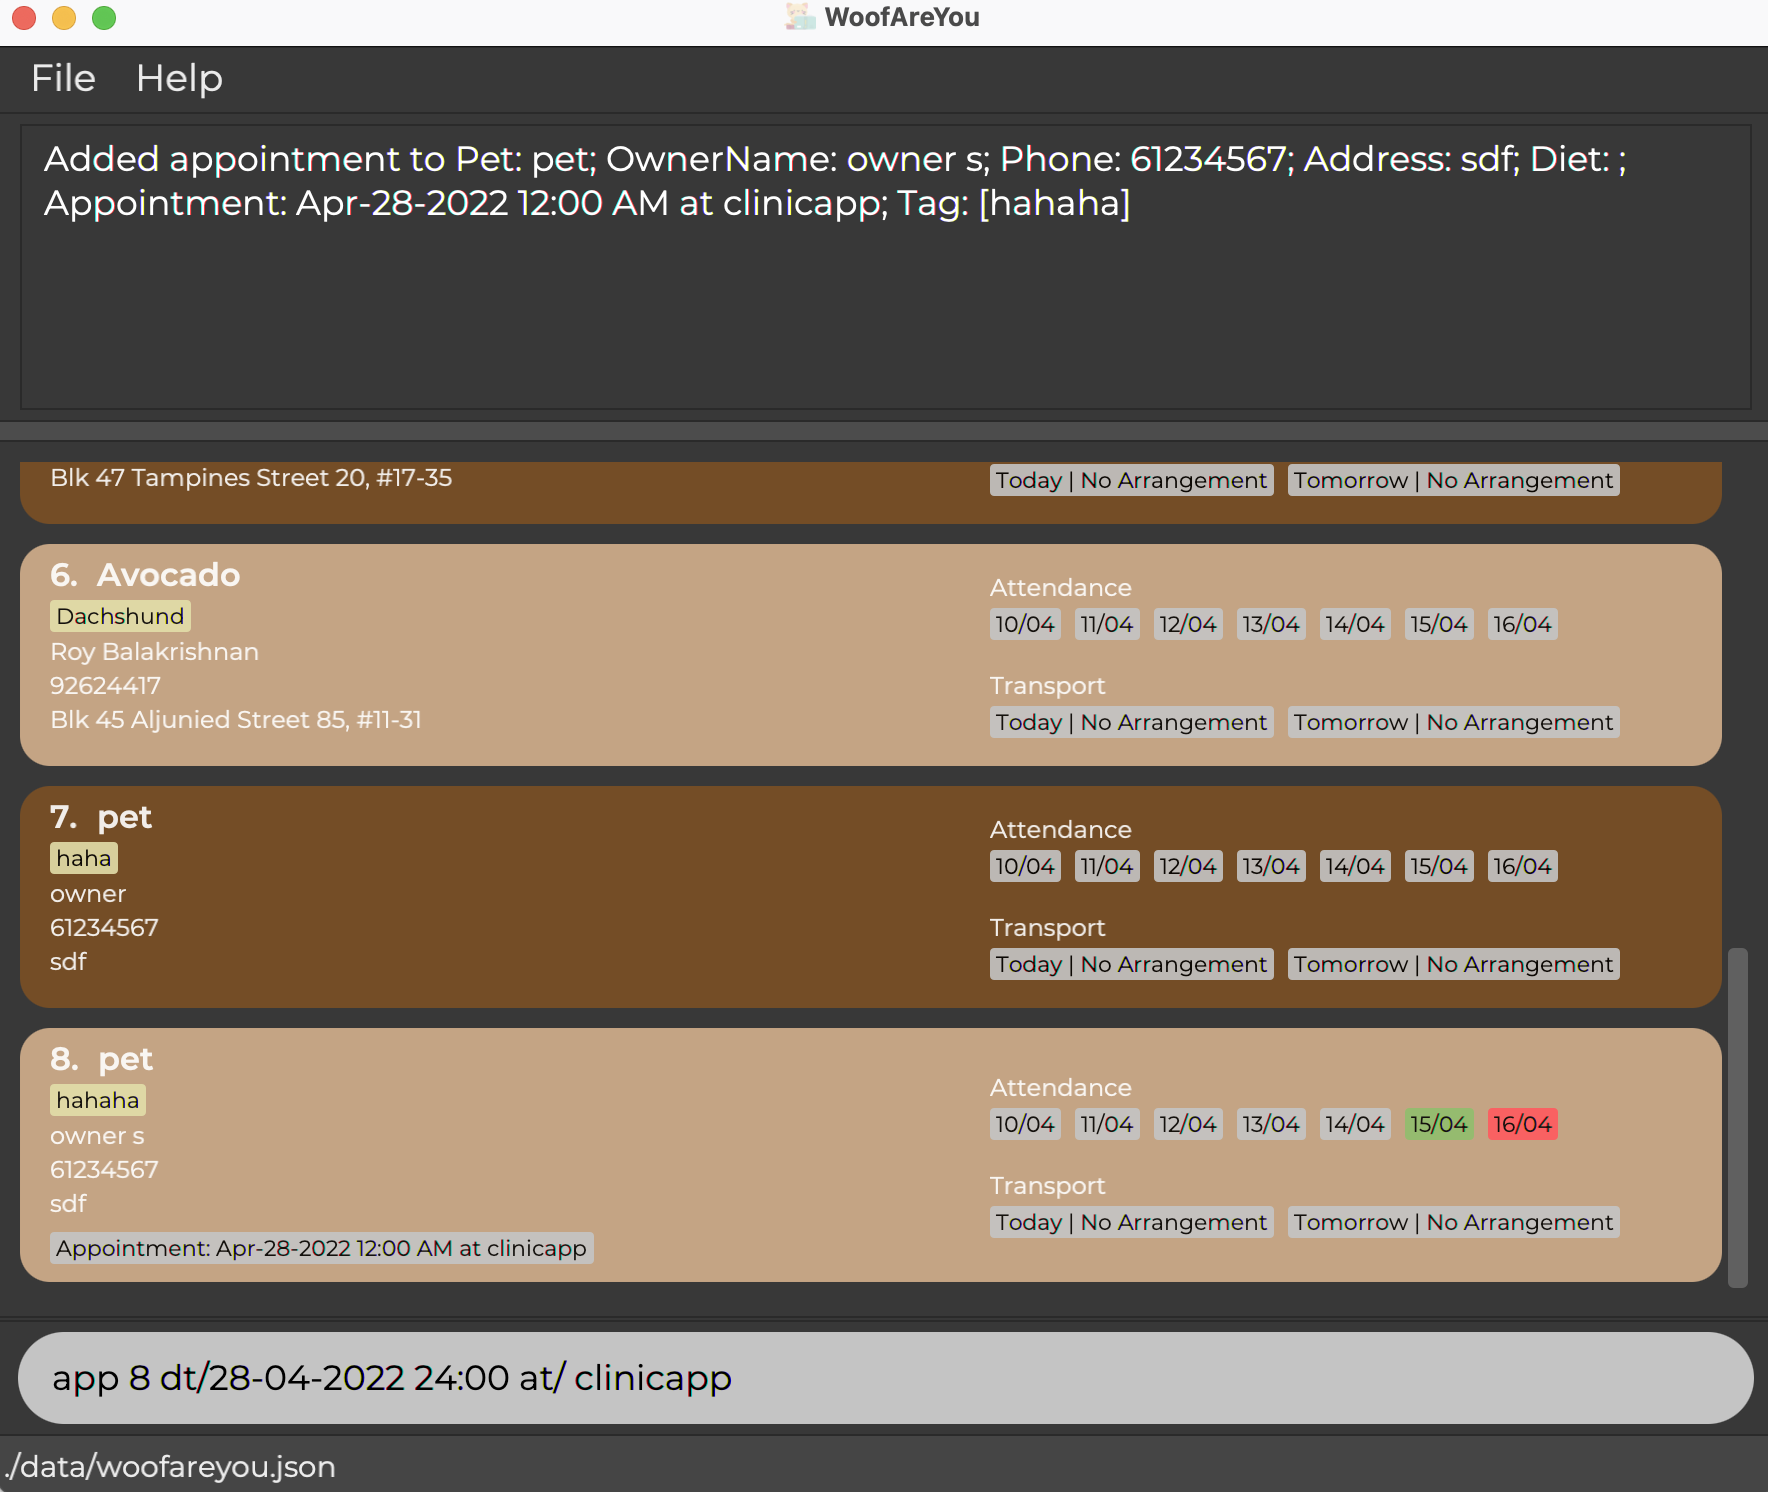 WoofAreYou
File Help
Added appointment to Pet: pet; OwnerName: owner s; Phone: 61234567; Address: sdf; Diet: ;
Appointment: Apr-28-2022 12:00 AM at clinicapp; Tag: [hahaha]
Blk 47 Tampines Street 20, #17-35
Today | No Arrangement Tomorrow | No Arrangement
6. Avocado
Dachshund
Roy Balakrishnan
92624417
Blk 45 Aljunied Street 85, #11-31
Attendance
10/04 11/04 12/04 13/04 14/04 15/04 16/04
Transport
Today | No Arrangement Tomorrow | No Arrangement
7. pet
haha
owner
61234567
sdf
Attendance
10/04 11/04 12/04 13/04 14/04 15/04 16/04
Transport
Today | No Arrangement Tomorrow | No Arrangement
8. pet
hahaha
owner s
61234567
sdf
Appointment: Apr-28-2022 12:00 AM at clinicapp
Attendance
10/04 11/04 12/04 13/04 14/04 15/04 16/04
Transport
Today | No Arrangement Tomorrow | No Arrangement
app 8 dt/28-04-2022 24:00 at/ clinicapp
./data/woofareyou.json